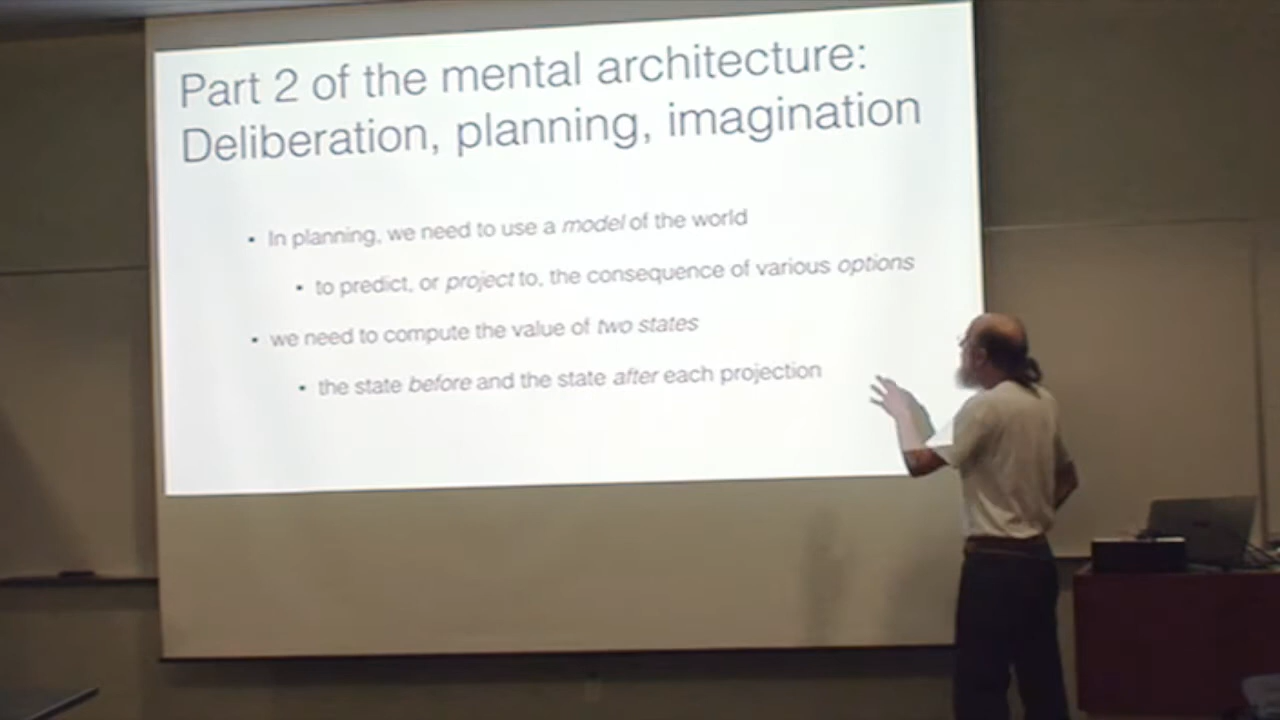 Part 2 of the mental architecture:
Deliberation, planning, imagination
• In planning, we need to use a model of the world
• to predict, or project to, the consequence of various options
• we need to compute the value of two states
• the state before and the state after each projection